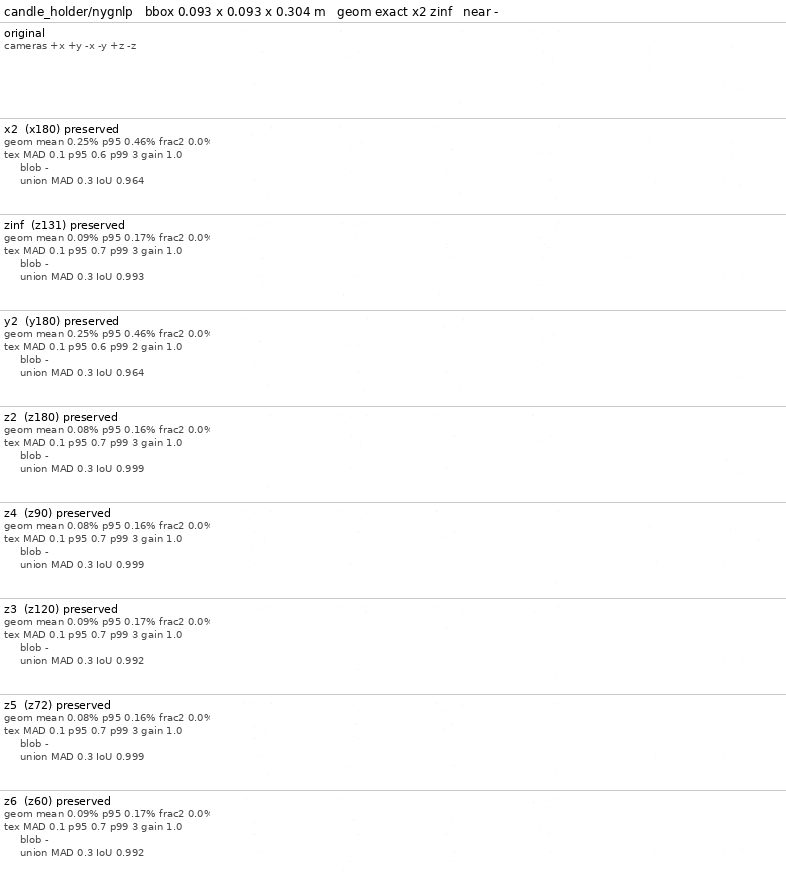 candle_holder/nygnlp bbox 0.093 x 0.093 x 0.304 m geom exact x2 zinf near -
original
cameras +x +y -x -y +z -z
x2 (x180) preserved
geom mean 0.25% p95 0.46% frac2 0.0%
tex MAD 0.1 p95 0.6 p99 3 gain 1.0
blob -
union MAD 0.3 IoU 0.964
zinf (z131) preserved
geom mean 0.09% p95 0.17% frac2 0.0%
tex MAD 0.1 p95 0.7 p99 3 gain 1.0
blob -
union MAD 0.3 IoU 0.993
y2 (y180) preserved
geom mean 0.25% p95 0.46% frac2 0.0%
tex MAD 0.1 p95 0.6 p99 2 gain 1.0
blob -
union MAD 0.3 IoU 0.964
z2 (z180) preserved
geom mean 0.08% p95 0.16% frac2 0.0%
tex MAD 0.1 p95 0.7 p99 3 gain 1.0
blob -
union MAD 0.3 IoU 0.999
z4 (z90) preserved
geom mean 0.08% p95 0.16% frac2 0.0%
tex MAD 0.1 p95 0.7 p99 3 gain 1.0
blob -
union MAD 0.3 IoU 0.999
z3 (z120) preserved
geom mean 0.09% p95 0.17% frac2 0.0%
tex MAD 0.1 p95 0.7 p99 3 gain 1.0
blob -
union MAD 0.3 IoU 0.992
z5 (z72) preserved
geom mean 0.08% p95 0.16% frac2 0.0%
tex MAD 0.1 p95 0.7 p99 3 gain 1.0
blob -
union MAD 0.3 IoU 0.999
z6 (z60) preserved
geom mean 0.09% p95 0.17% frac2 0.0%
tex MAD 0.1 p95 0.7 p99 3 gain 1.0
blob -
union MAD 0.3 IoU 0.992